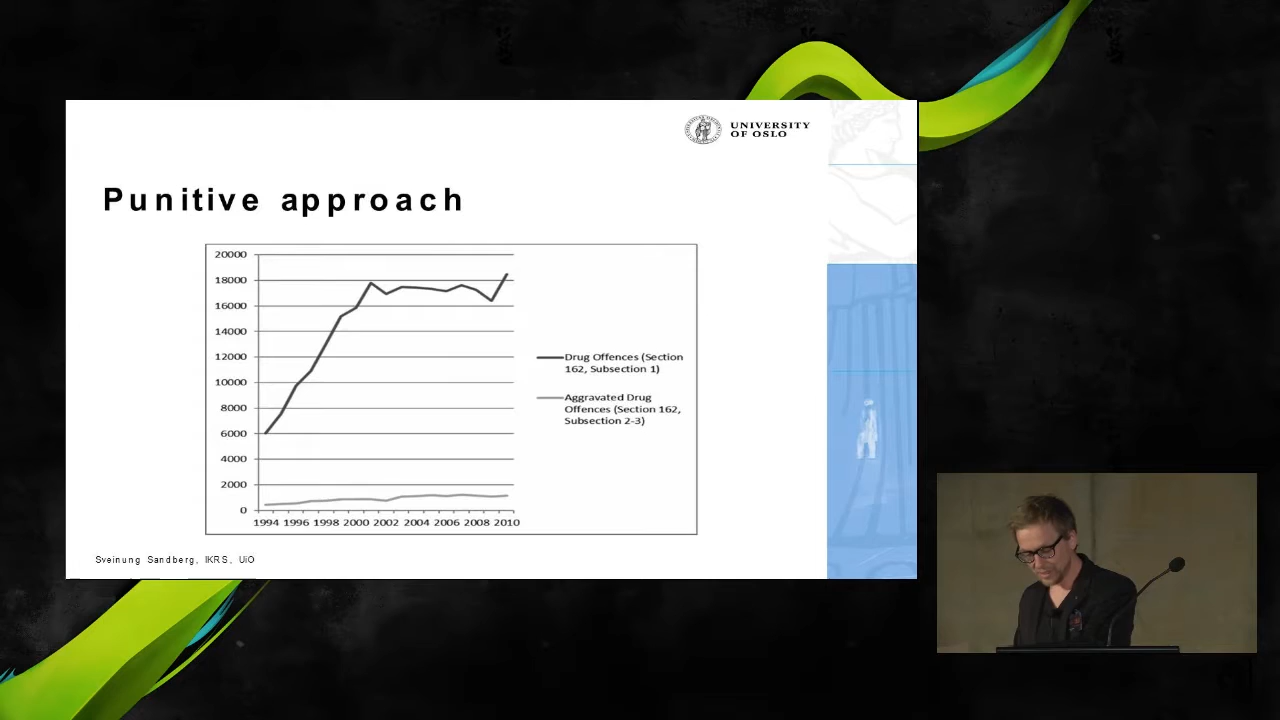 UNIVERSITY
OF OSLO
Punitive approach
20000
18000
16000
14000
12000
10000
8000
6000
4000
2000
0
1994 1996 1998 2000 2002 2004 2006 2008 2010
Drug Offences (Section
162, Subsection 1)
Aggravated Drug
Offences (Section 162,
Subsection 2-3)
Sveinung Sandberg, IKRS, UiO